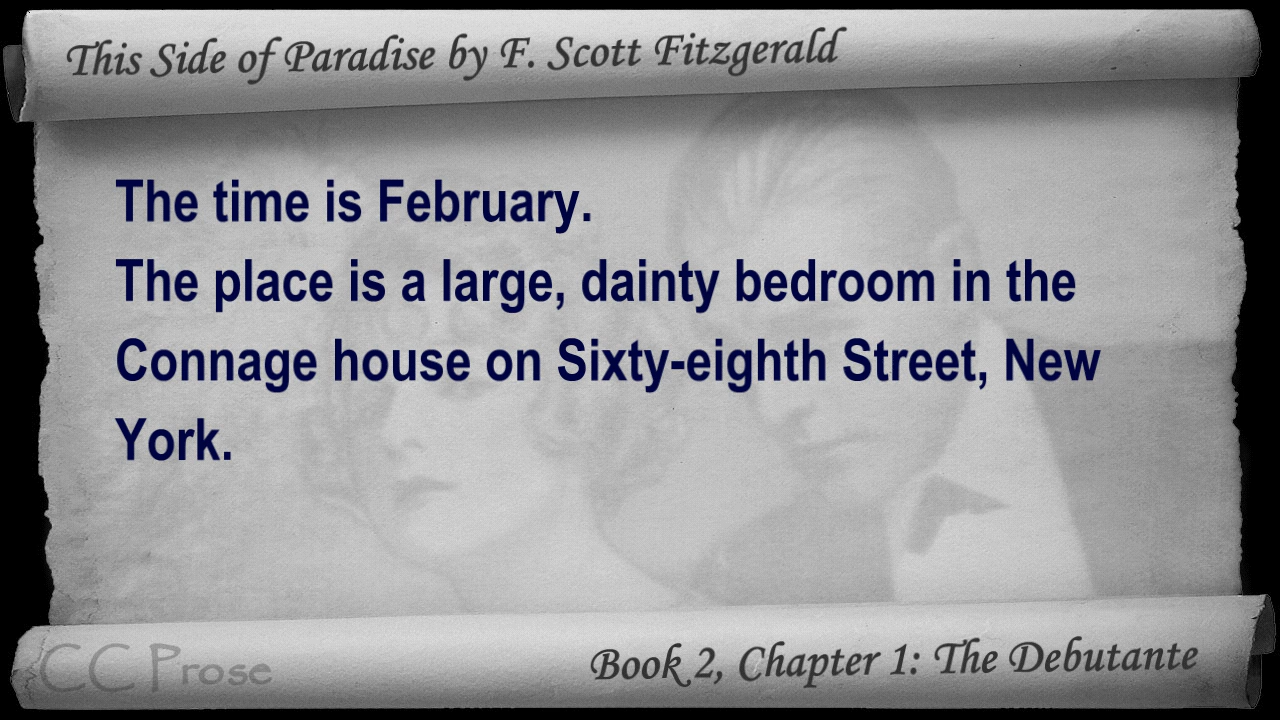 This Side of Paradise by F. Scott Fitzgerald
The time is February.
The place is a large, dainty bedroom in the
Connage house on Sixty-eighth Street, New
York.
CC Prose
Book 2, Chapter 1: The Debutante